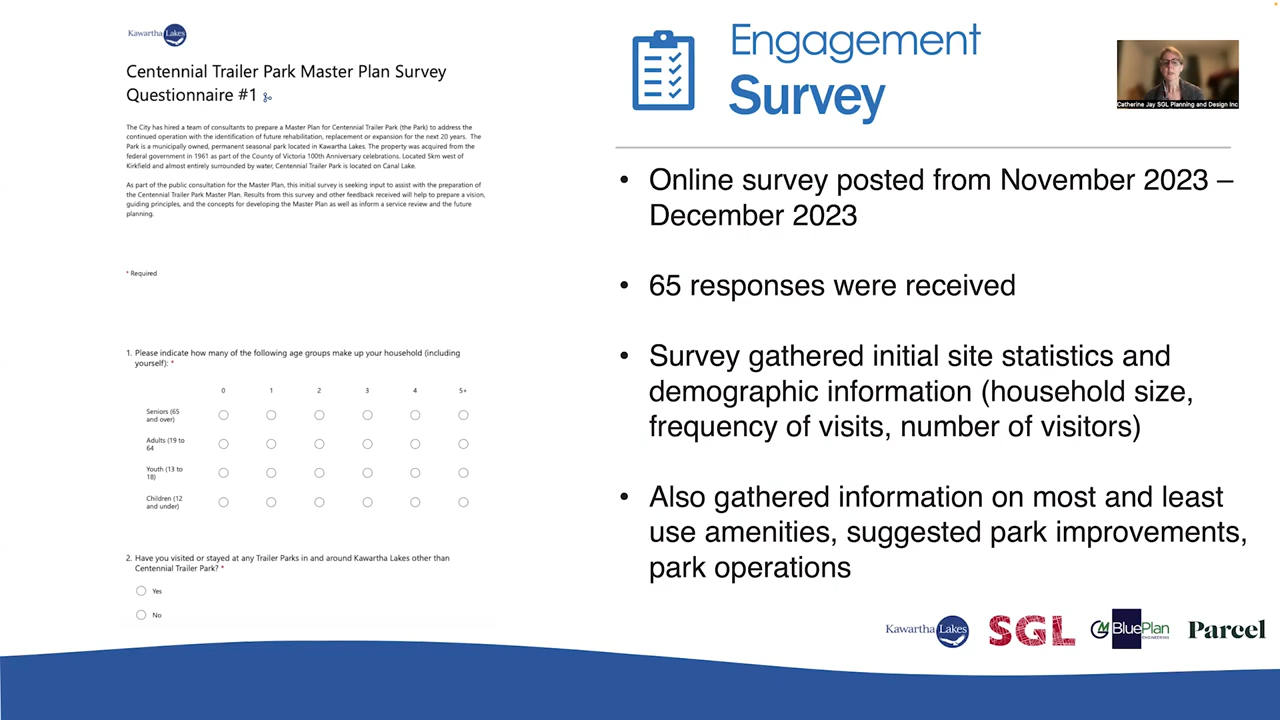 Kawartha Lakes
Centennial Trailer Park Master Plan Survey
Questionnaire #1
The City has hired a team of consultants to prepare a Master Plan for Centennial Trailer Park (the Park) to address the
continued operation with the identification of future rehabilitation, replacement or expansion for the next 20 years. The
Park is a municipally owned, permanent seasonal park located in Kawartha Lakes. The property was acquired from the
federal government in 1961 as part of the County of Victoria 100th Anniversary celebrations. Located 5km west of
Kirkfield and almost entirely surrounded by water, Centennial Trailer Park is located on Canal Lake.
As part of the public consultation for the Master Plan, this initial survey is seeking input to assist with the preparation of
the Centennial Trailer Park Master Plan. Results from this survey and other feedback received will help to prepare a vision,
guiding principles, and the concepts for developing the Master Plan as well as inform a service review and the future
planning.
* Required
1. Please indicate how many of the following age groups make up your household (including
yourself): *
0 1 2 3 4 5+
Seniors (65
and over)
Adults (19 to
64
Youth (13 to
18)
Children (12
and under)
2. Have you visited or stayed at any Trailer Parks in and around Kawartha Lakes other than
Centennial Trailer Park? *
Yes
No
Engagement
Survey
Catherine Jay SGL Planning and Design Inc
• Online survey posted from November 2023 –
December 2023
• 65 responses were received
• Survey gathered initial site statistics and
demographic information (household size,
frequency of visits, number of visitors)
• Also gathered information on most and least
use amenities, suggested park improvements,
park operations
Kawartha Lakes
SGL
GM BluePlan
ENGINEERING
Parcel